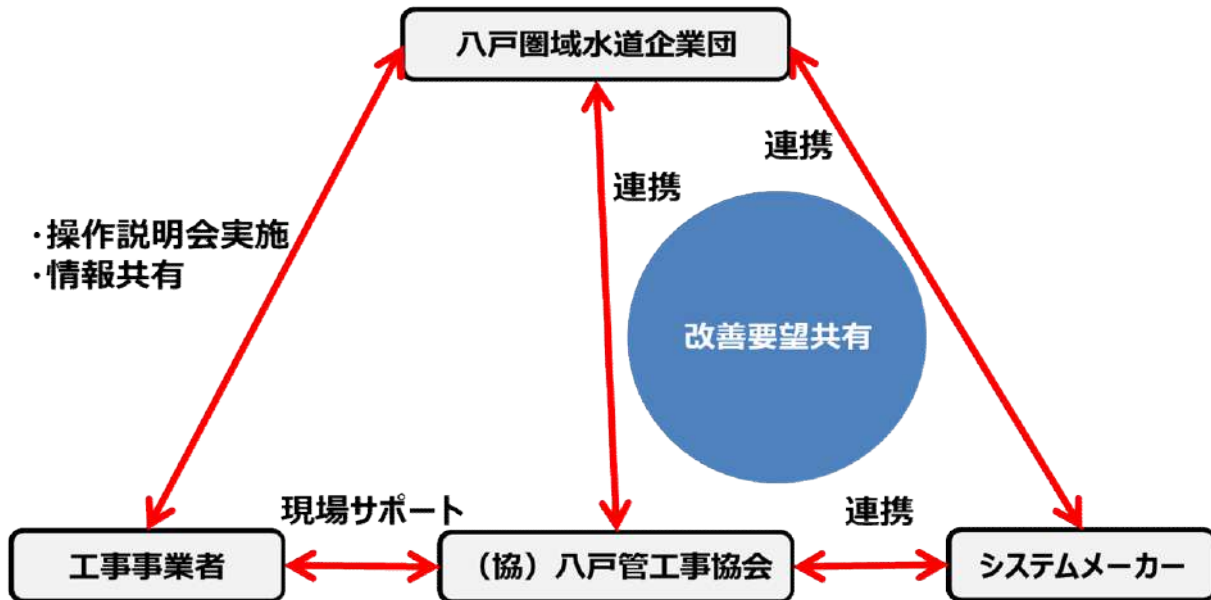 八戸圏域水道企業団
連携
連携
・操作説明会実施
・情報共有
改善要望共有
現場サポート
連携
工事事業者
（協）八戸管工事協会
システムメーカー